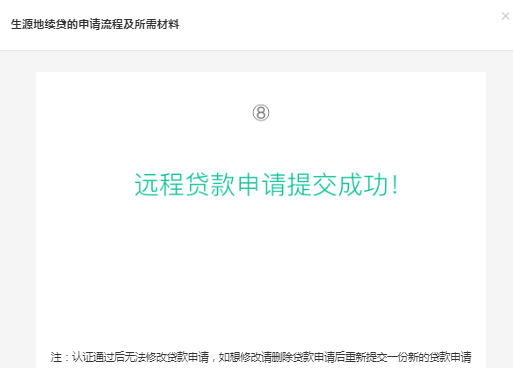 生源地续贷的申请流程及所需材料
×
⑧
远程贷款申请提交成功！
注：认证通过后无法修改贷款申请，如想修改请删除贷款申请后重新提交一份新的贷款申请